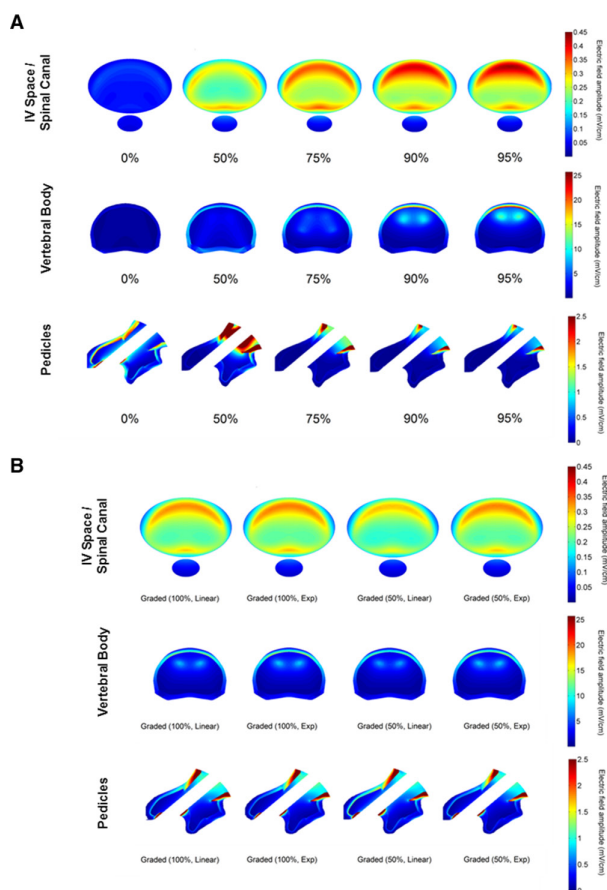 A
IV Space /
Spinal Canal
0%
50%
75%
90%
95%
0.45
0.4
0.35
0.3
0.25
0.2
0.15
0.1
0.05
Electric field amplitude (mV/cm)
Vertebral Body
0%
50%
75%
90%
95%
25
20
15
10
5
0
Electric field amplitude (mV/cm)
Pedicles
0%
50%
75%
90%
95%
2.5
2
1.5
1
0.5
0
Electric field amplitude (mV/cm)
B
IV Space /
Spinal Canal
Graded (100%, Linear)
Graded (100%, Exp)
Graded (50%, Linear)
Graded (50%, Exp)
0.45
0.4
0.35
0.3
0.25
0.2
0.15
0.1
0.05
Electric field amplitude (mV/cm)
Vertebral Body
Graded (100%, Linear)
Graded (100%, Exp)
Graded (50%, Linear)
Graded (50%, Exp)
25
20
15
10
5
Electric field amplitude (mV/cm)
Pedicles
Graded (100%, Linear)
Graded (100%, Exp)
Graded (50%, Linear)
Graded (50%, Exp)
2.5
2
1.5
1
0.5
0
Electric field amplitude (mV/cm)